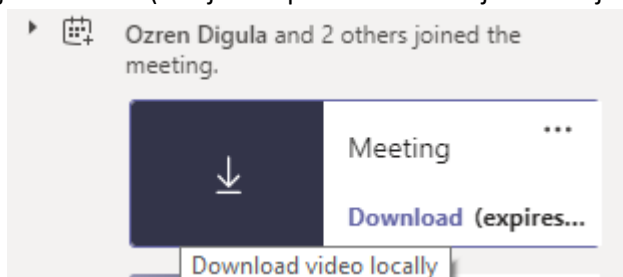 Ozren Digula and 2 others joined the
meeting.
Meeting
Download (expires...
Download video locally